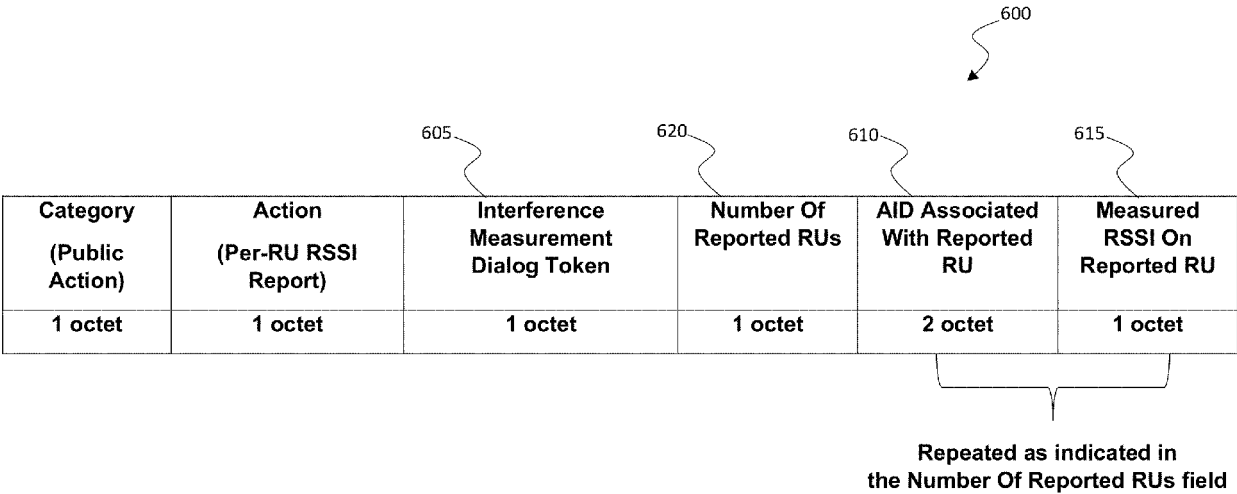 600
605
620
610
615
Category
(Public
Action)
Action
(Per-RU RSSI
Report)
Interference
Measurement
Dialog Token
Number Of
Reported RUs
AID Associated
With Reported
RU
Measured
RSSI On
Reported RU
1 octet
1 octet
1 octet
1 octet
2 octet
1 octet
Repeated as indicated in
the Number Of Reported RUs field